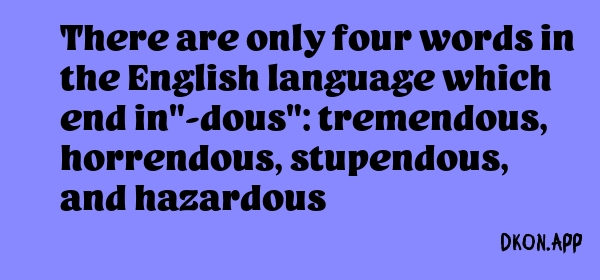 There are only four words in
the English language which
end in"-dous": tremendous,
horrendous, stupendous,
and hazardous
DKON.APP